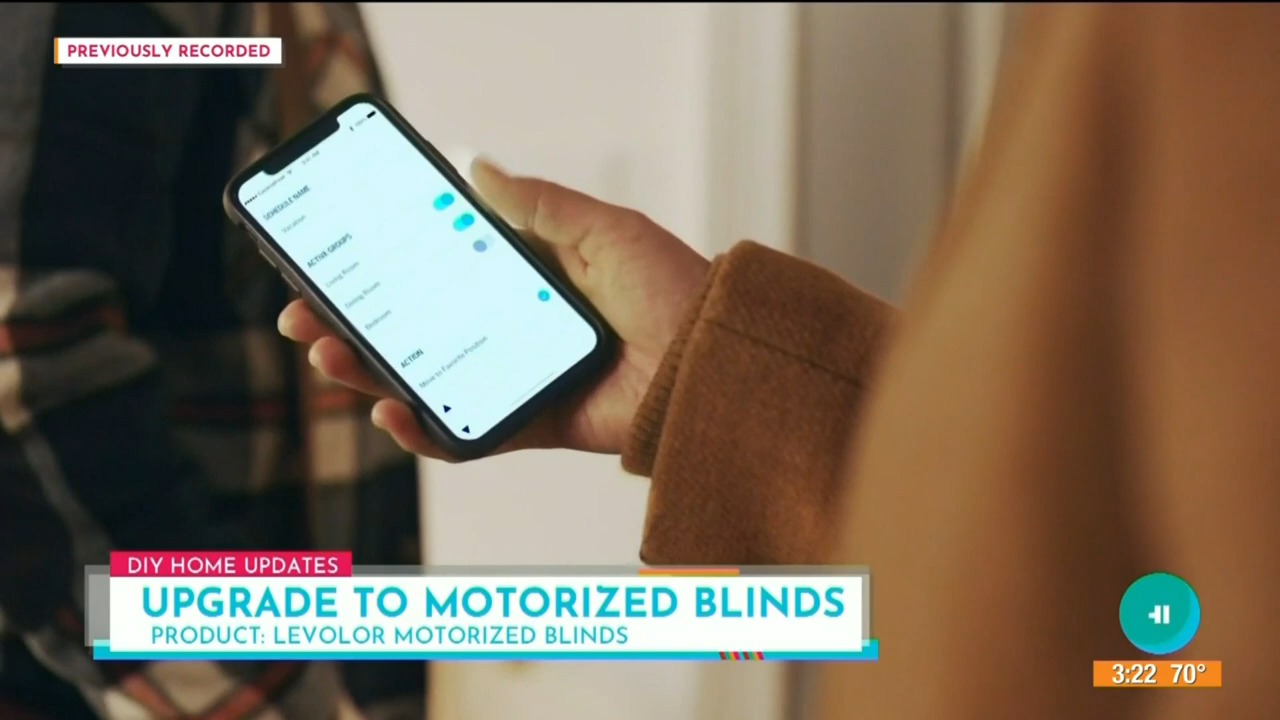 PREVIOUSLY RECORDED
SCHEDULE NAME
Vacation
ACTIVE GROUPS
Living Room
Dining Room
Bedroom
ACTION
Move to Favorite Position
DIY HOME UPDATES
UPGRADE TO MOTORIZED BLINDS
PRODUCT: LEVOLOR MOTORIZED BLINDS
3:22 70°